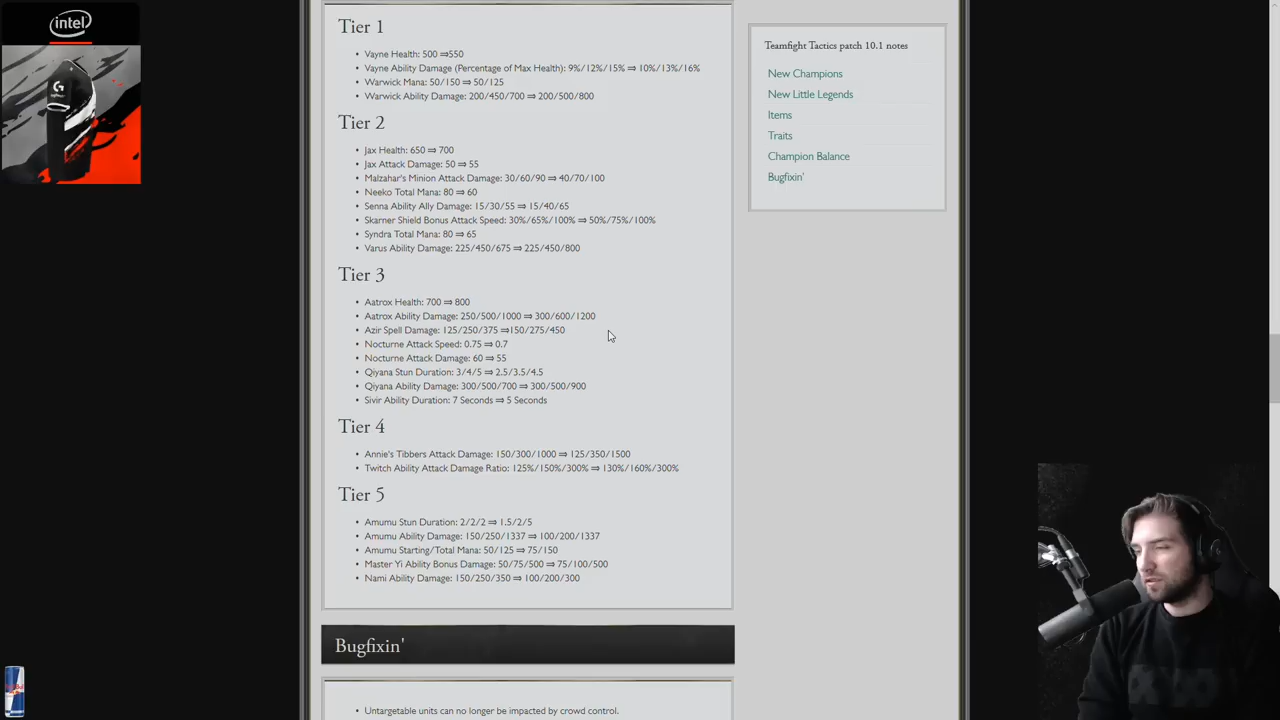 intel
G
Tier 1
• Vayne Health: 500 ⇒550
• Vayne Ability Damage (Percentage of Max Health): 9%/12%/15% ⇒ 10%/13%/16%
• Warwick Mana: 50/150 ⇒ 50/125
• Warwick Ability Damage: 200/450/700 ⇒ 200/500/800
Tier 2
• Jax Health: 650 ⇒ 700
• Jax Attack Damage: 50 ⇒ 55
• Malzahar's Minion Attack Damage: 30/60/90 ⇒ 40/70/100
• Neeko Total Mana: 80 ⇒ 60
• Senna Ability Ally Damage: 15/30/55 ⇒ 15/40/65
• Skarner Shield Bonus Attack Speed: 30%/65%/100% ⇒ 50%/75%/100%
• Syndra Total Mana: 80 ⇒ 65
• Varus Ability Damage: 225/450/675 ⇒ 225/450/800
Tier 3
• Aatrox Health: 700 ⇒ 800
• Aatrox Ability Damage: 250/500/1000 ⇒ 300/600/1200
• Azir Spell Damage: 125/250/375 ⇒150/275/450
• Nocturne Attack Speed: 0.75 ⇒ 0.7
• Nocturne Attack Damage: 60 ⇒ 55
• Qiyana Stun Duration: 3/4/5 ⇒ 2.5/3.5/4.5
• Qiyana Ability Damage: 300/500/700 ⇒ 300/500/900
• Sivir Ability Duration: 7 Seconds ⇒ 5 Seconds
Tier 4
• Annie's Tibbers Attack Damage: 150/300/1000 ⇒ 125/350/1500
• Twitch Ability Attack Damage Ratio: 125%/150%/300% ⇒ 130%/160%/300%
Tier 5
• Amumu Stun Duration: 2/2/2 ⇒ 1.5/2/5
• Amumu Ability Damage: 150/250/1337 ⇒ 100/200/1337
• Amumu Starting/Total Mana: 50/125 ⇒ 75/150
• Master Yi Ability Bonus Damage: 50/75/500 ⇒ 75/100/500
• Nami Ability Damage: 150/250/350 ⇒ 100/200/300
Bugfixin'
• Untargetable units can no longer be impacted by crowd control.
Teamfight Tactics patch 10.1 notes
New Champions
New Little Legends
Items
Traits
Champion Balance
Bugfixin'